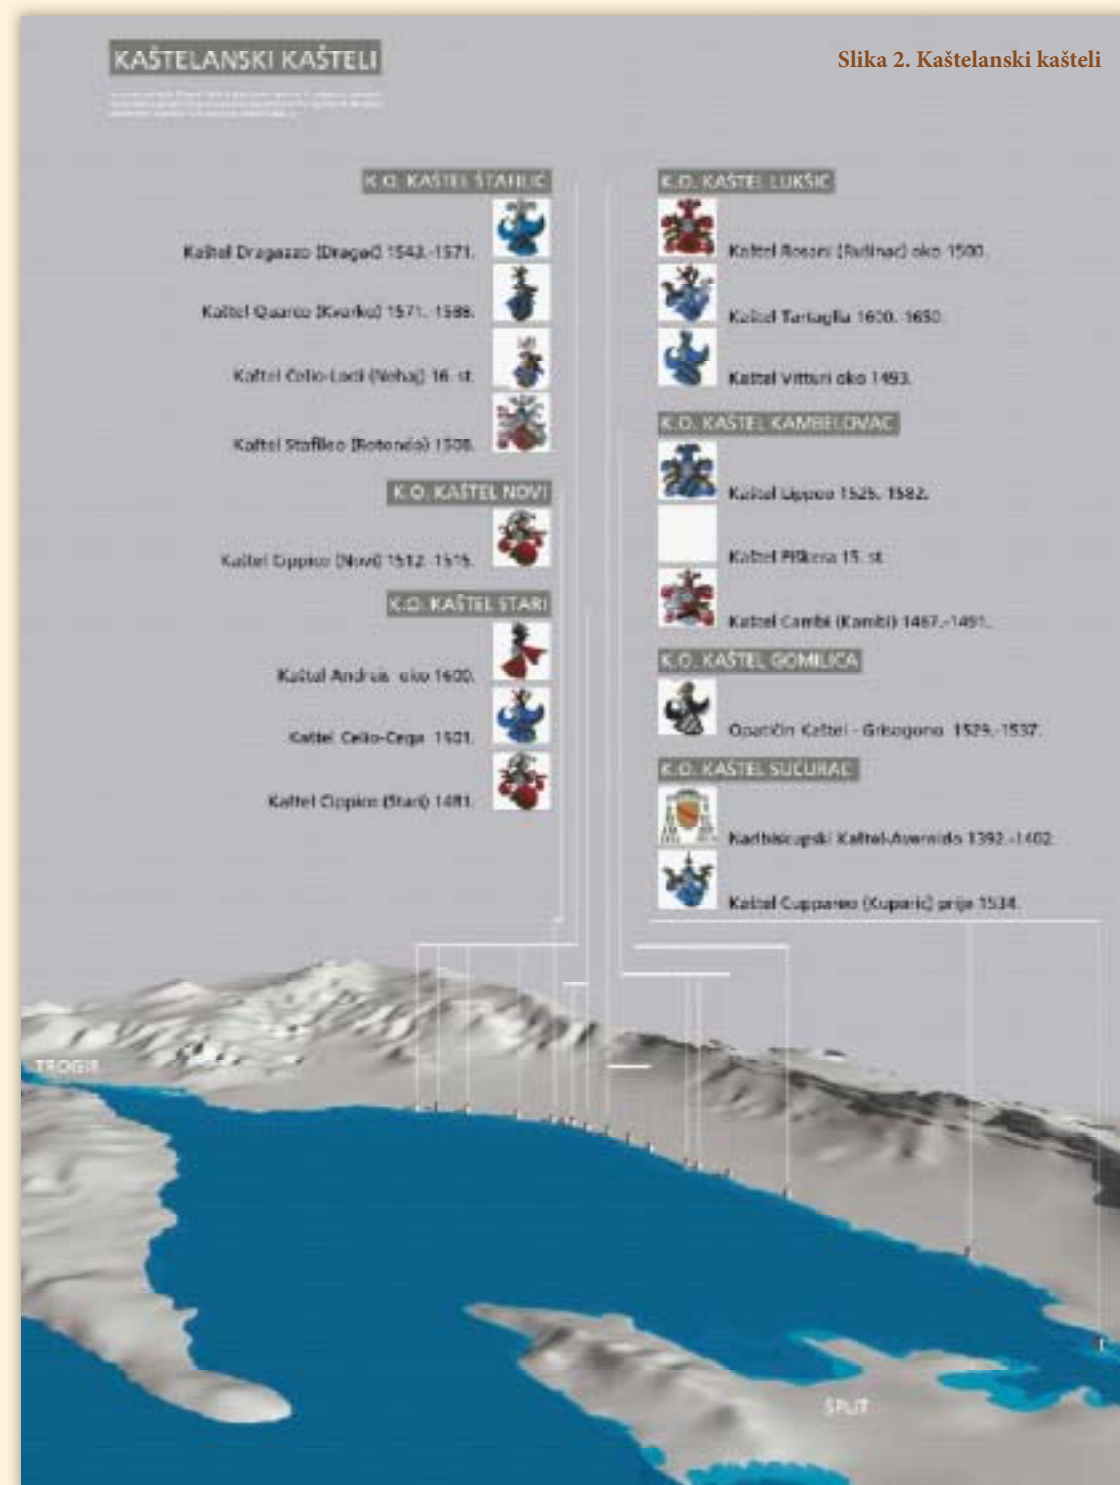 KAŠTELANSKI KAŠTELI
Slika 2. Kaštelanski kašteli
K.O. KAŠTEL ŠTAFILIĆ
Kaštel Dragazzo (Dragač) 1543.-1571.
Kaštel Quarco (Kvarko) 1571.-1588.
Kaštel Celio-Lodi (Nehaj) 16. st.
Kaštel Stafileo (Rotondo) 1508.
K.O. KAŠTEL NOVI
Kaštel Cippico (Novi) 1512.-1515.
K.O. KAŠTEL STARI
Kaštel Andreis oko 1600.
Kaštel Celio-Cega 1501.
Kaštel Cippico (Stari) 1481.
K.O. KAŠTEL LUKŠIĆ
Kaštel Rosani (Rušinac) oko 1500.
Kaštel Tartaglia 1600.-1650.
Kaštel Vitturi oko 1493.
K.O. KAŠTEL KAMBELOVAC
Kaštel Lippeo 1525.-1582.
Kaštel Piškera 15. st.
Kaštel Cambi (Kambi) 1467.-1491.
K.O. KAŠTEL GOMILICA
Opatičin Kaštel - Grisogono 1529.-1537.
K.O. KAŠTEL SUĆURAC
Nadbiskupski Kaštel-Averoldo 1392.-1402.
Kaštel Cuppareo (Kuparić) prije 1534.
TROGIR
SPLIT